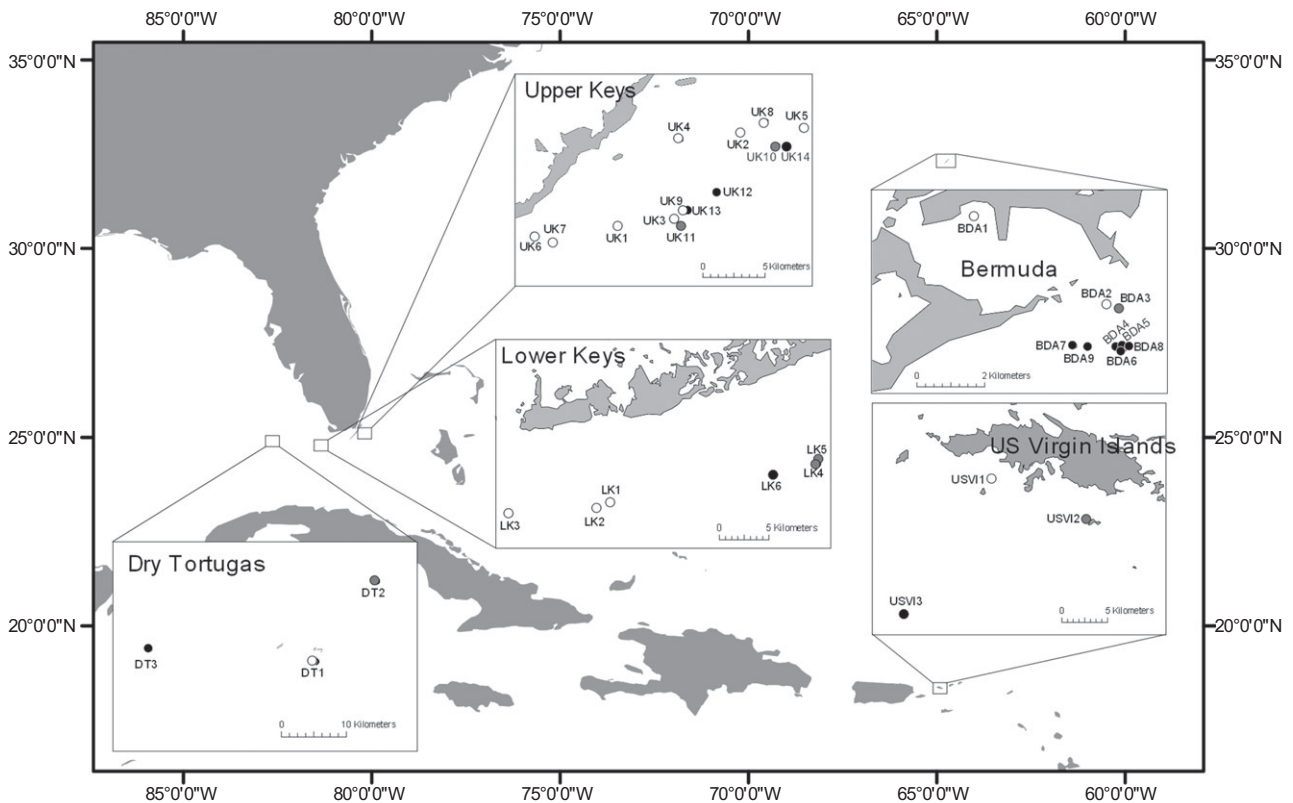 85°0'0"W 80°0'0"W 75°0'0"W 70°0'0"W 65°0'0"W 60°0'0"W
35°0'0"N 35°0'0"N
Upper Keys
UK8 UK5
UK4
UK2
UK10 UK14
UK12
UK9
UK13
UK3
UK7
UK6 UK1 UK11
0 5 Kilometers
30°0'0"N 30°0'0"N
BDA1
Bermuda
BDA2 BDA3
BDA4 BDA5
BDA7 BDA8
BDA9 BDA6
0 2 Kilometers
Lower Keys
LK5
LK4
LK6
LK1
LK2
LK3
0 5 Kilometers
25°0'0"N 25°0'0"N
US Virgin Islands
USVI1
USVI2
USVI3
0 5 Kilometers
Dry Tortugas
DT2
DT3 DT1
0 10 Kilometers
20°0'0"N 20°0'0"N
85°0'0"W 80°0'0"W 75°0'0"W 70°0'0"W 65°0'0"W 60°0'0"W